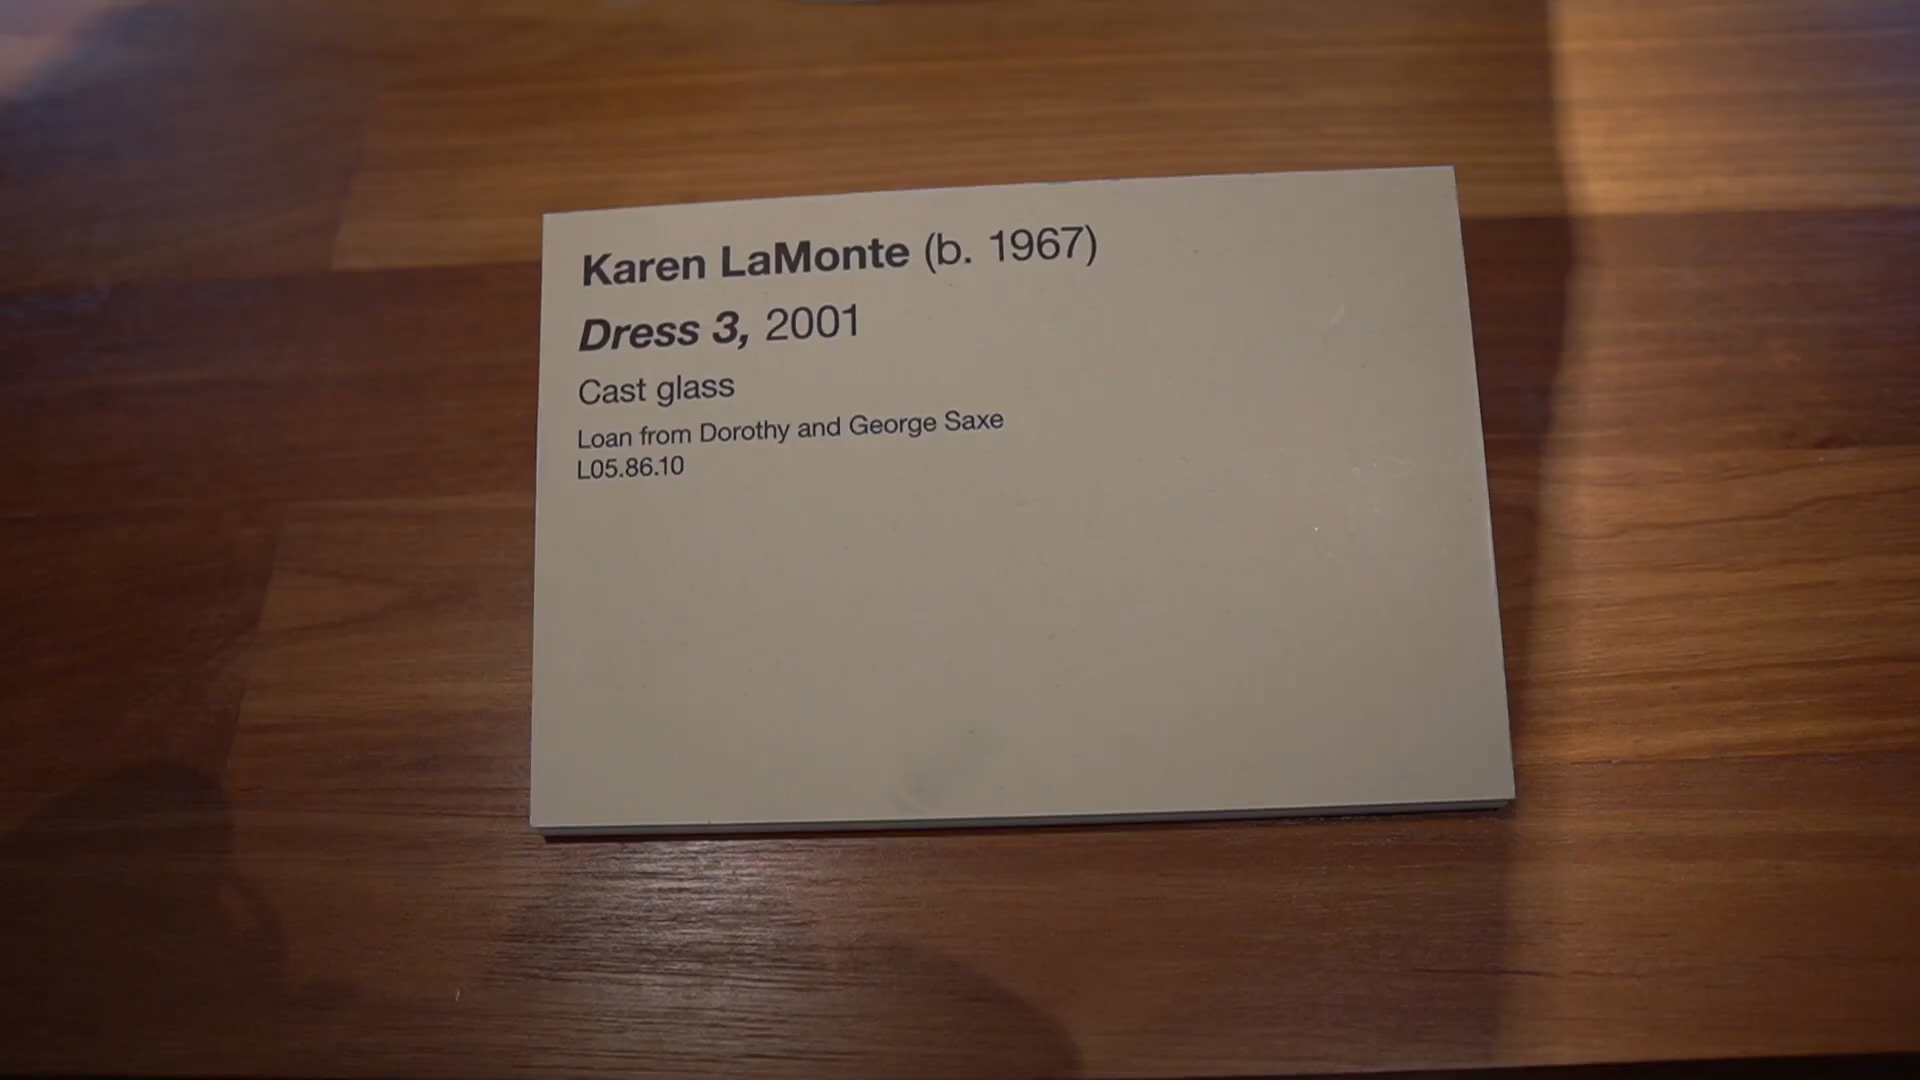 Karen LaMonte (b. 1967)
Dress 3, 2001
Cast glass
Loan from Dorothy and George Saxe
L05.86.10